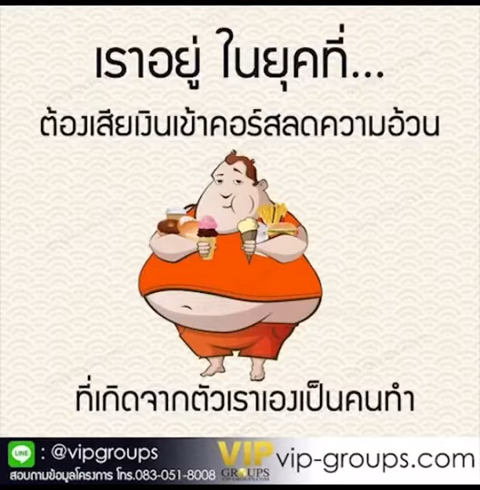 เราอยู่ ในยุคที่...
ต้องเสียเงินเข้าคอร์สลดความอ้วน
ที่เกิดจากตัวเราเองเป็นคนทำ
LINE : @vipgroups
สอบถามข้อมูลโครงการ โทร.083-051-8008
VIP
GROUPS
vip-groups.com